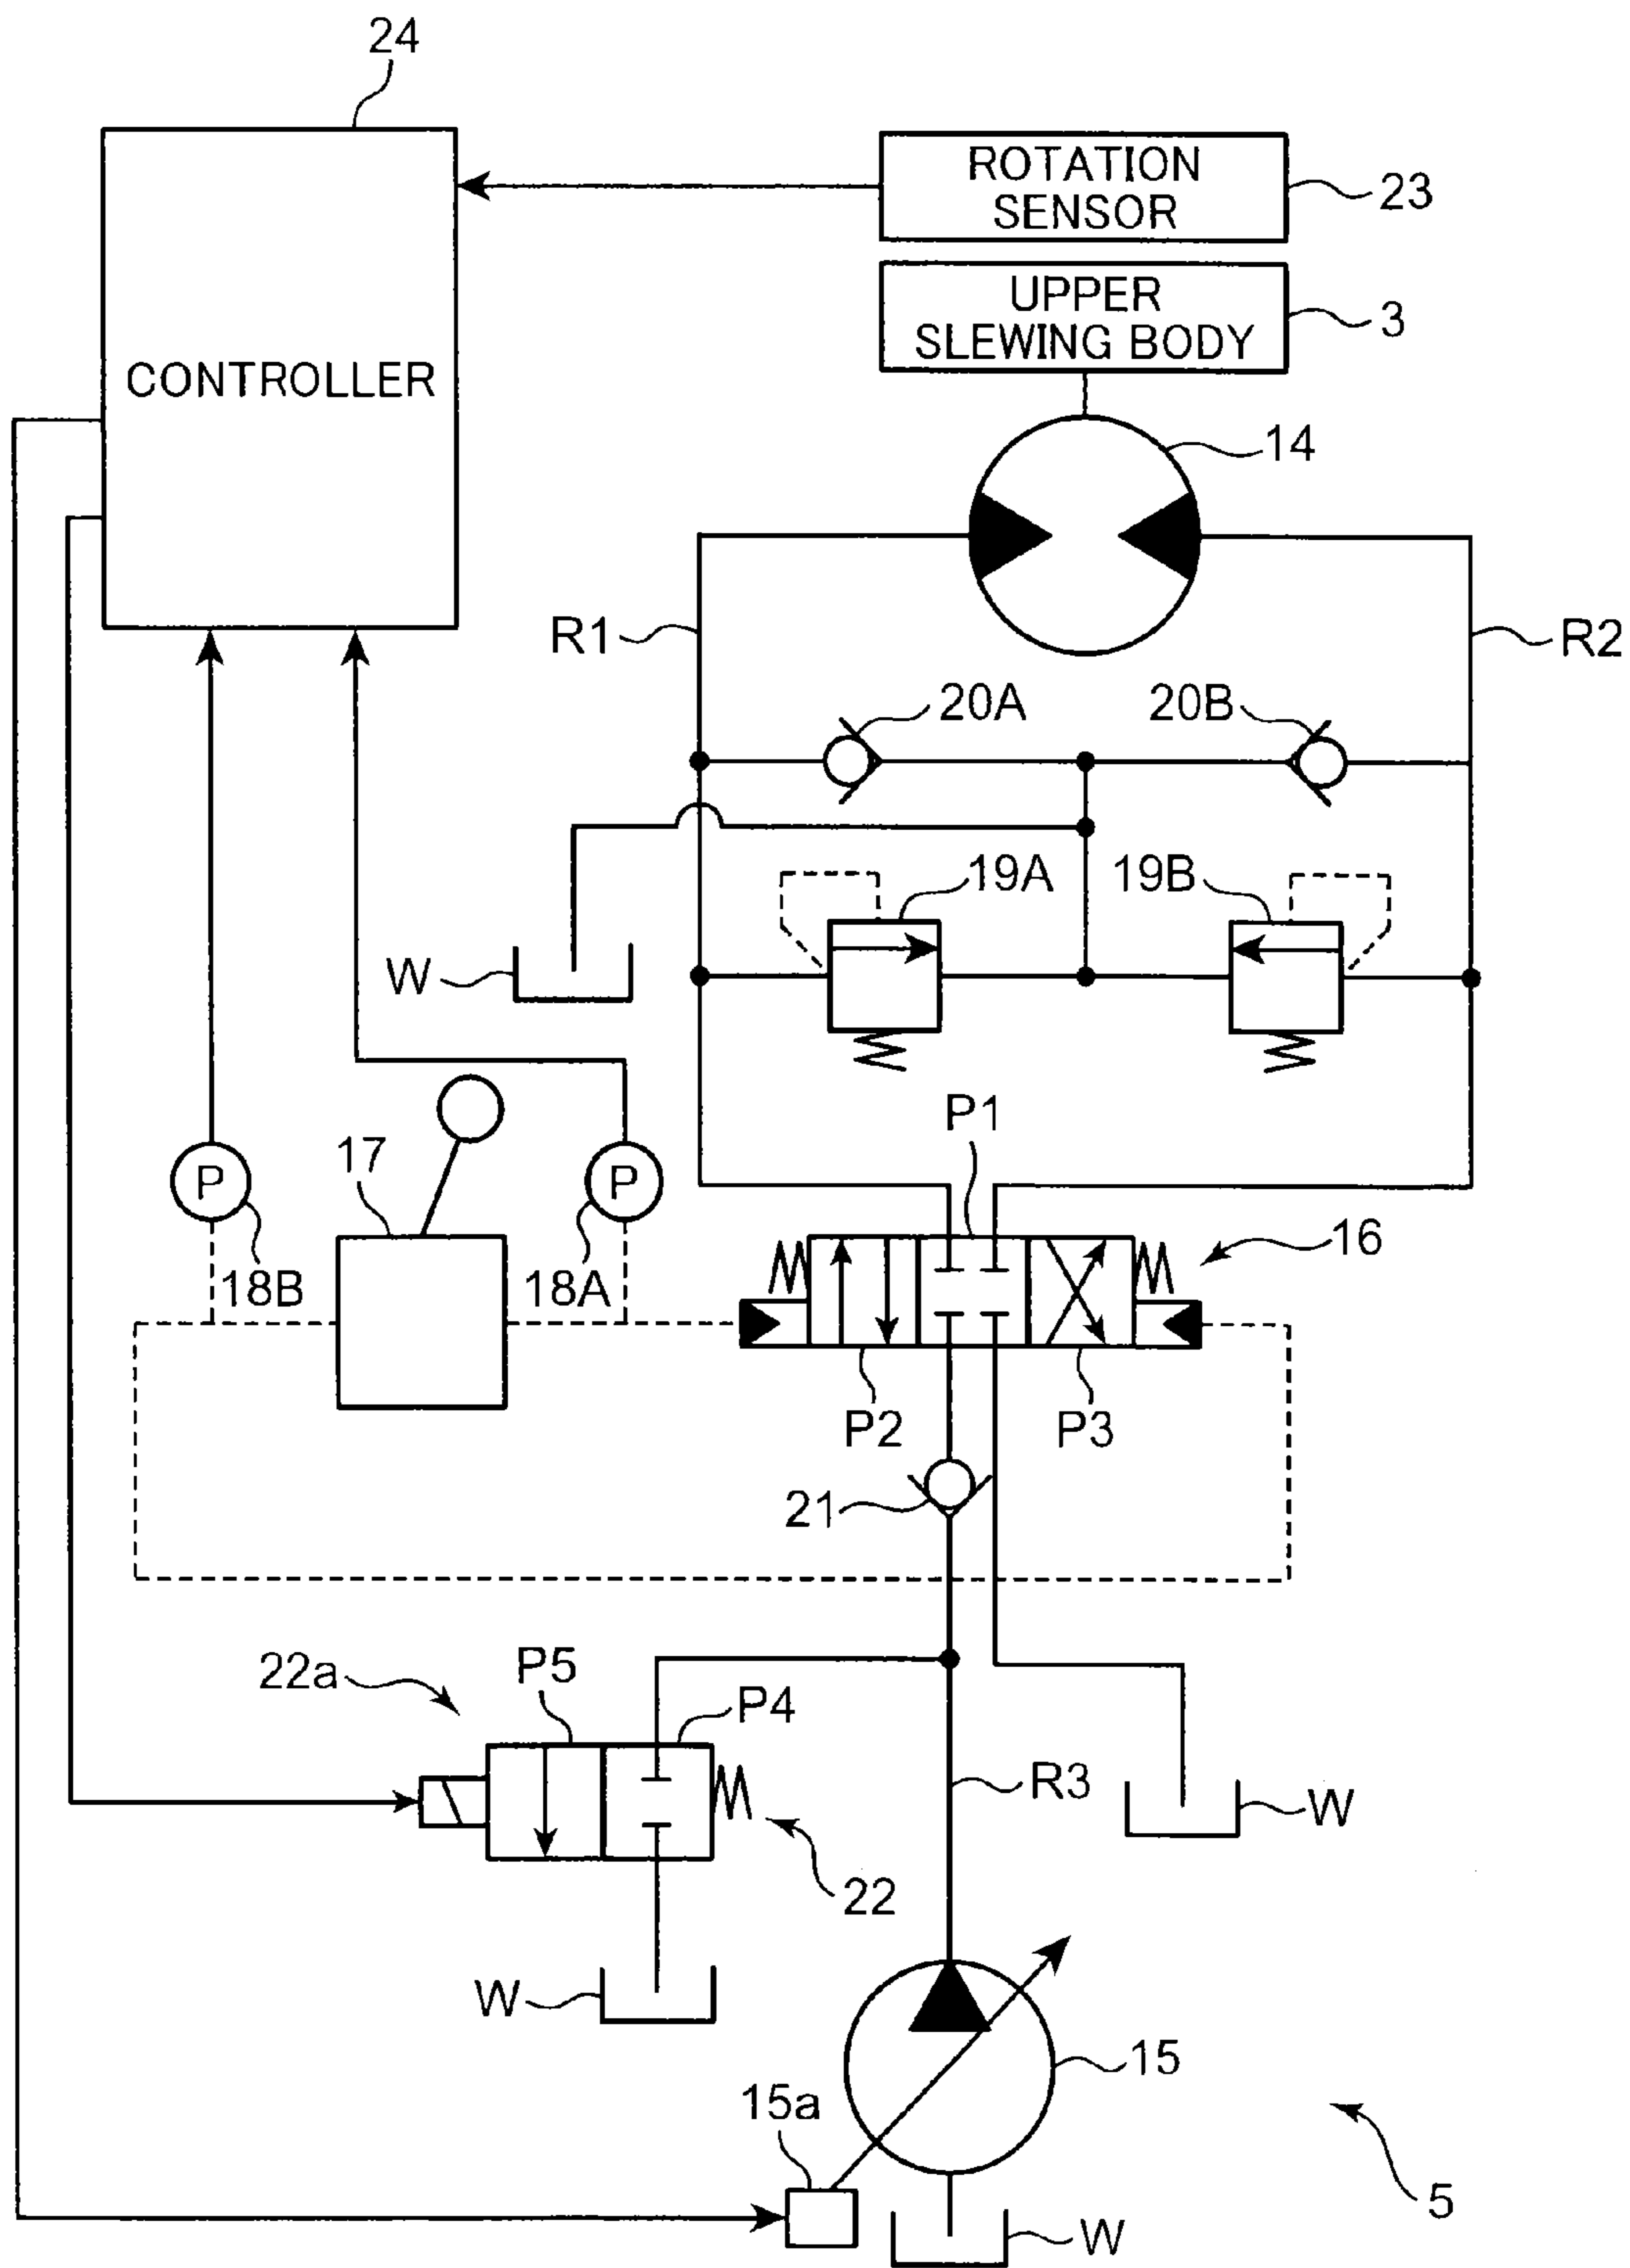 24
ROTATION
SENSOR
23
UPPER
SLEWING BODY
3
CONTROLLER
14
R1
R2
20A
20B
19A
19B
W
P1
17
P
P
18B
18A
16
P2
P3
21
22a
P5
P4
R3
W
22
W
15
15a
5
W